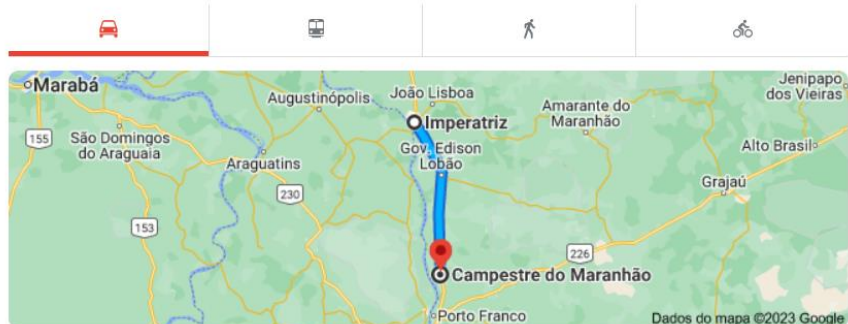 Marabá
Jenipapo
dos Vieiras
Augustinópolis
João Lisboa
Amarante do
Maranhão
Imperatriz
155
São Domingos
do Araguaia
Araguatins
Gov. Edison
Lobão
Alto Brasil
230
Grajaú
153
226
Campestre do Maranhão
Porto Franco
Dados do mapa ©2023 Google